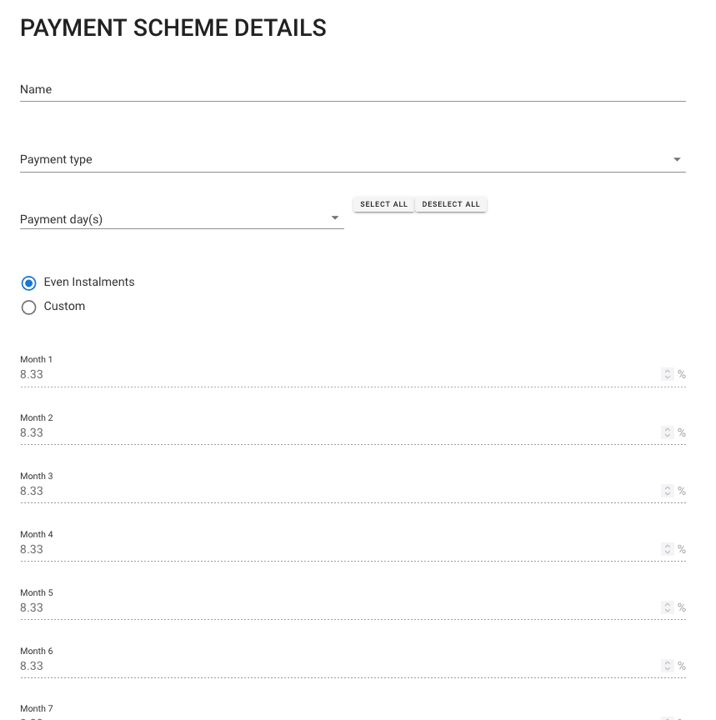 PAYMENT SCHEME DETAILS
Name
Payment type
Payment day(s)
SELECT ALL DESELECT ALL
Even Instalments
Custom
Month 1
8.33 %
Month 2
8.33 %
Month 3
8.33 %
Month 4
8.33 %
Month 5
8.33 %
Month 6
8.33 %
Month 7